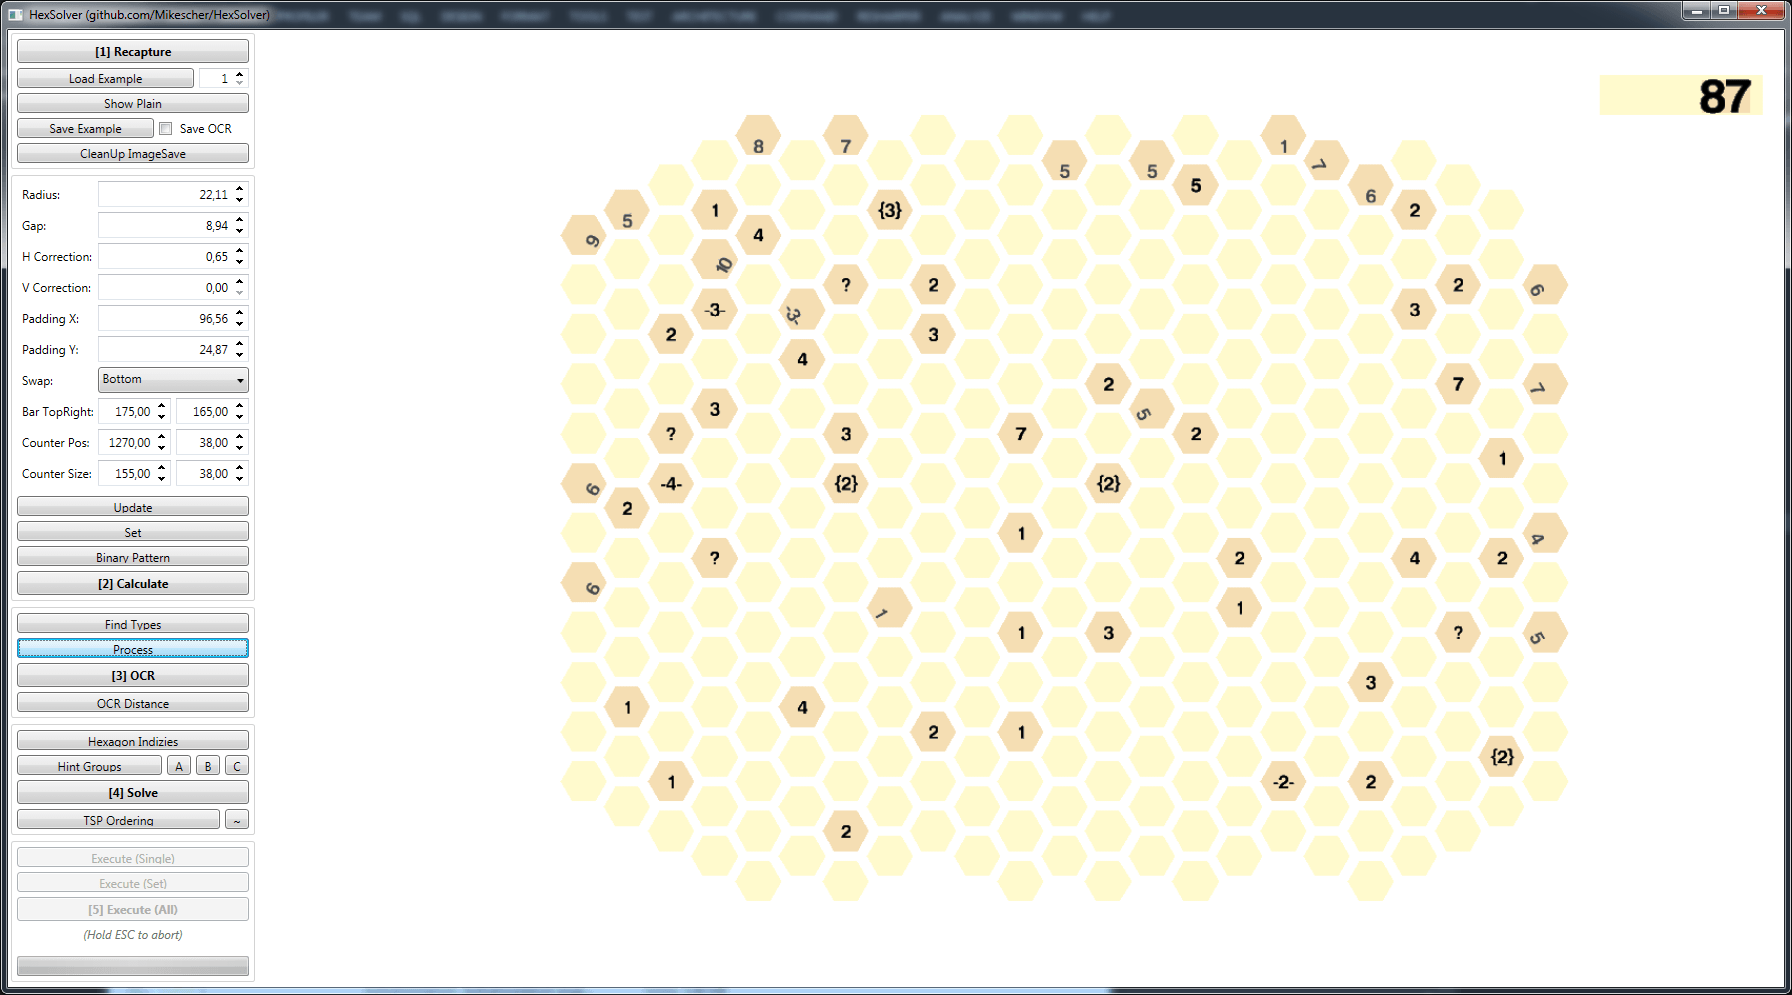 HexSolver (github.com/Mikescher/HexSolver)
[1] Recapture
Load Example 1
Show Plain
Save Example Save OCR
CleanUp ImageSave
Radius: 22,11
Gap: 8,94
H Correction: 0,65
V Correction: 0,00
Padding X: 96,56
Padding Y: 24,87
Swap: Bottom
Bar TopRight: 175,00 165,00
Counter Pos: 1270,00 38,00
Counter Size: 155,00 38,00
Update
Set
Binary Pattern
[2] Calculate
Find Types
Process
[3] OCR
OCR Distance
Hexagon Indizies
Hint Groups A B C
[4] Solve
TSP Ordering ~
Execute (Single)
Execute (Set)
[5] Execute (All)
(Hold ESC to abort)
87
8 7 1
5 5 7
5
6
5 1 {3} 2
6 4
10
? 2 2 6
-3- -3- 3
2 3
4
2 7 7
3 5
? 3 7 2
1
6 -4- {2} {2}
2
1 4
? 2 4 2
6
1 1
1 3 ? 5
3
1 4
2 1
{2}
1 -2- 2
2